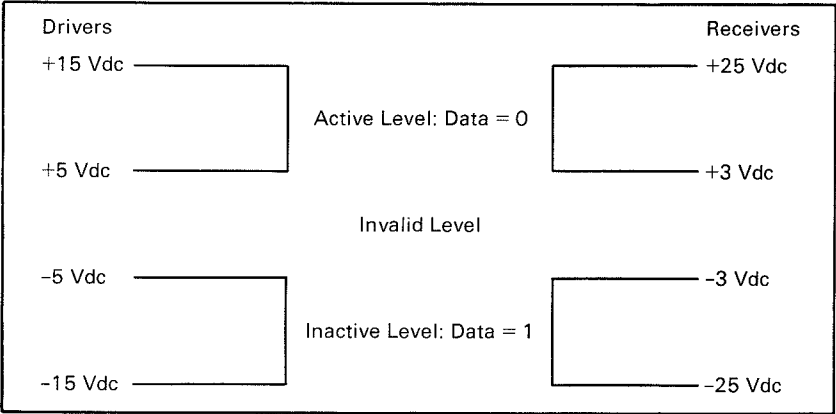 Drivers Receivers
+15 Vdc +25 Vdc
Active Level: Data = 0
+5 Vdc +3 Vdc
Invalid Level
-5 Vdc -3 Vdc
Inactive Level: Data = 1
-15 Vdc -25 Vdc